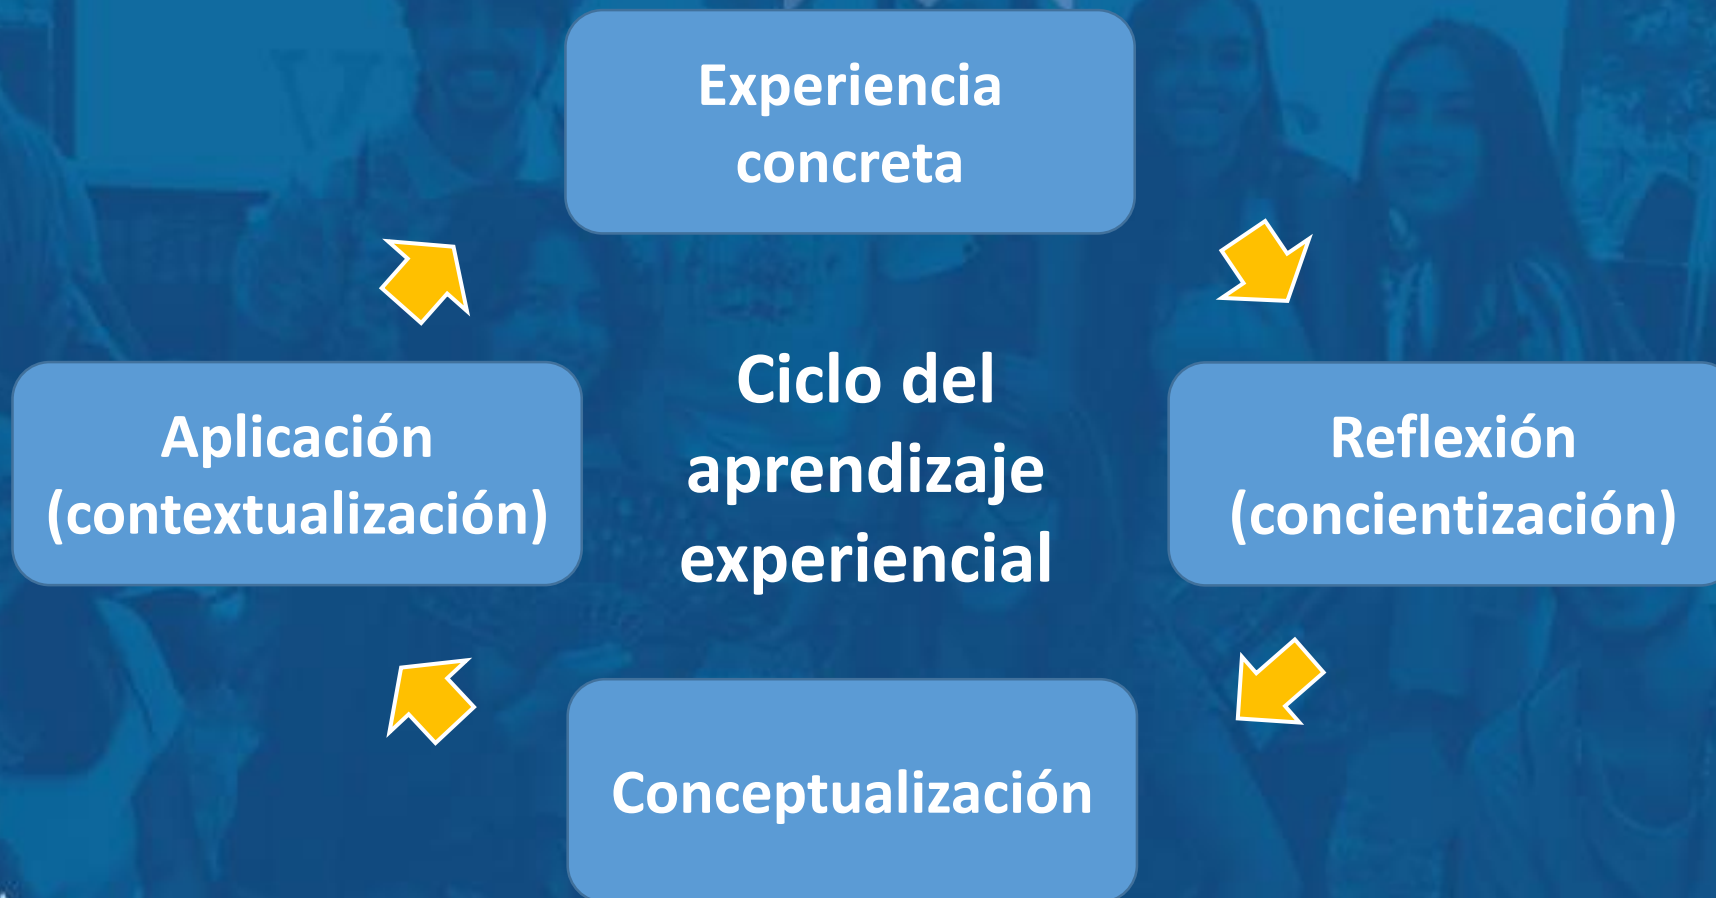 Experiencia
concreta
Ciclo del
aprendizaje
experiencial
Aplicación
(contextualización)
Reflexión
(concientización)
Conceptualización